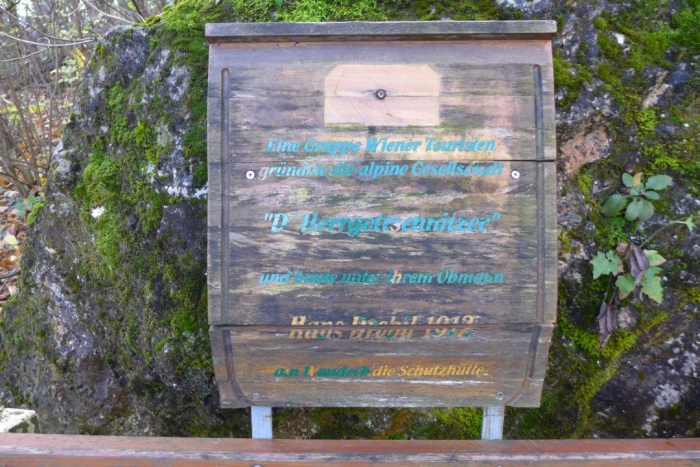 Eine Gruppe Wiener Touristen
gründete die alpine Gesellschaft
"D' Herrgottschnitzer"
und baute unter ihrem Obmann
Hans 1912
die Schutzhütte.